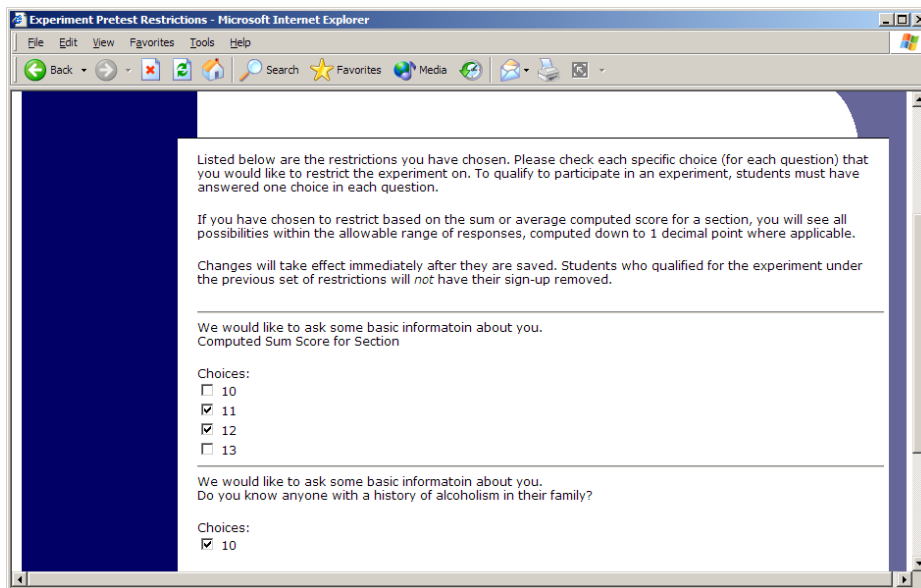 Experiment Pretest Restrictions - Microsoft Internet Explorer
File Edit View Favorites Tools Help
Back Search Favorites Media
Listed below are the restrictions you have chosen. Please check each specific choice (for each question) that
you would like to restrict the experiment on. To qualify to participate in an experiment, students must have
answered one choice in each question.
If you have chosen to restrict based on the sum or average computed score for a section, you will see all
possibilities within the allowable range of responses, computed down to 1 decimal point where applicable.
Changes will take effect immediately after they are saved. Students who qualified for the experiment under
the previous set of restrictions will not have their sign-up removed.
We would like to ask some basic informatoin about you.
Computed Sum Score for Section
Choices:
10
11
12
13
We would like to ask some basic informatoin about you.
Do you know anyone with a history of alcoholism in their family?
Choices:
10